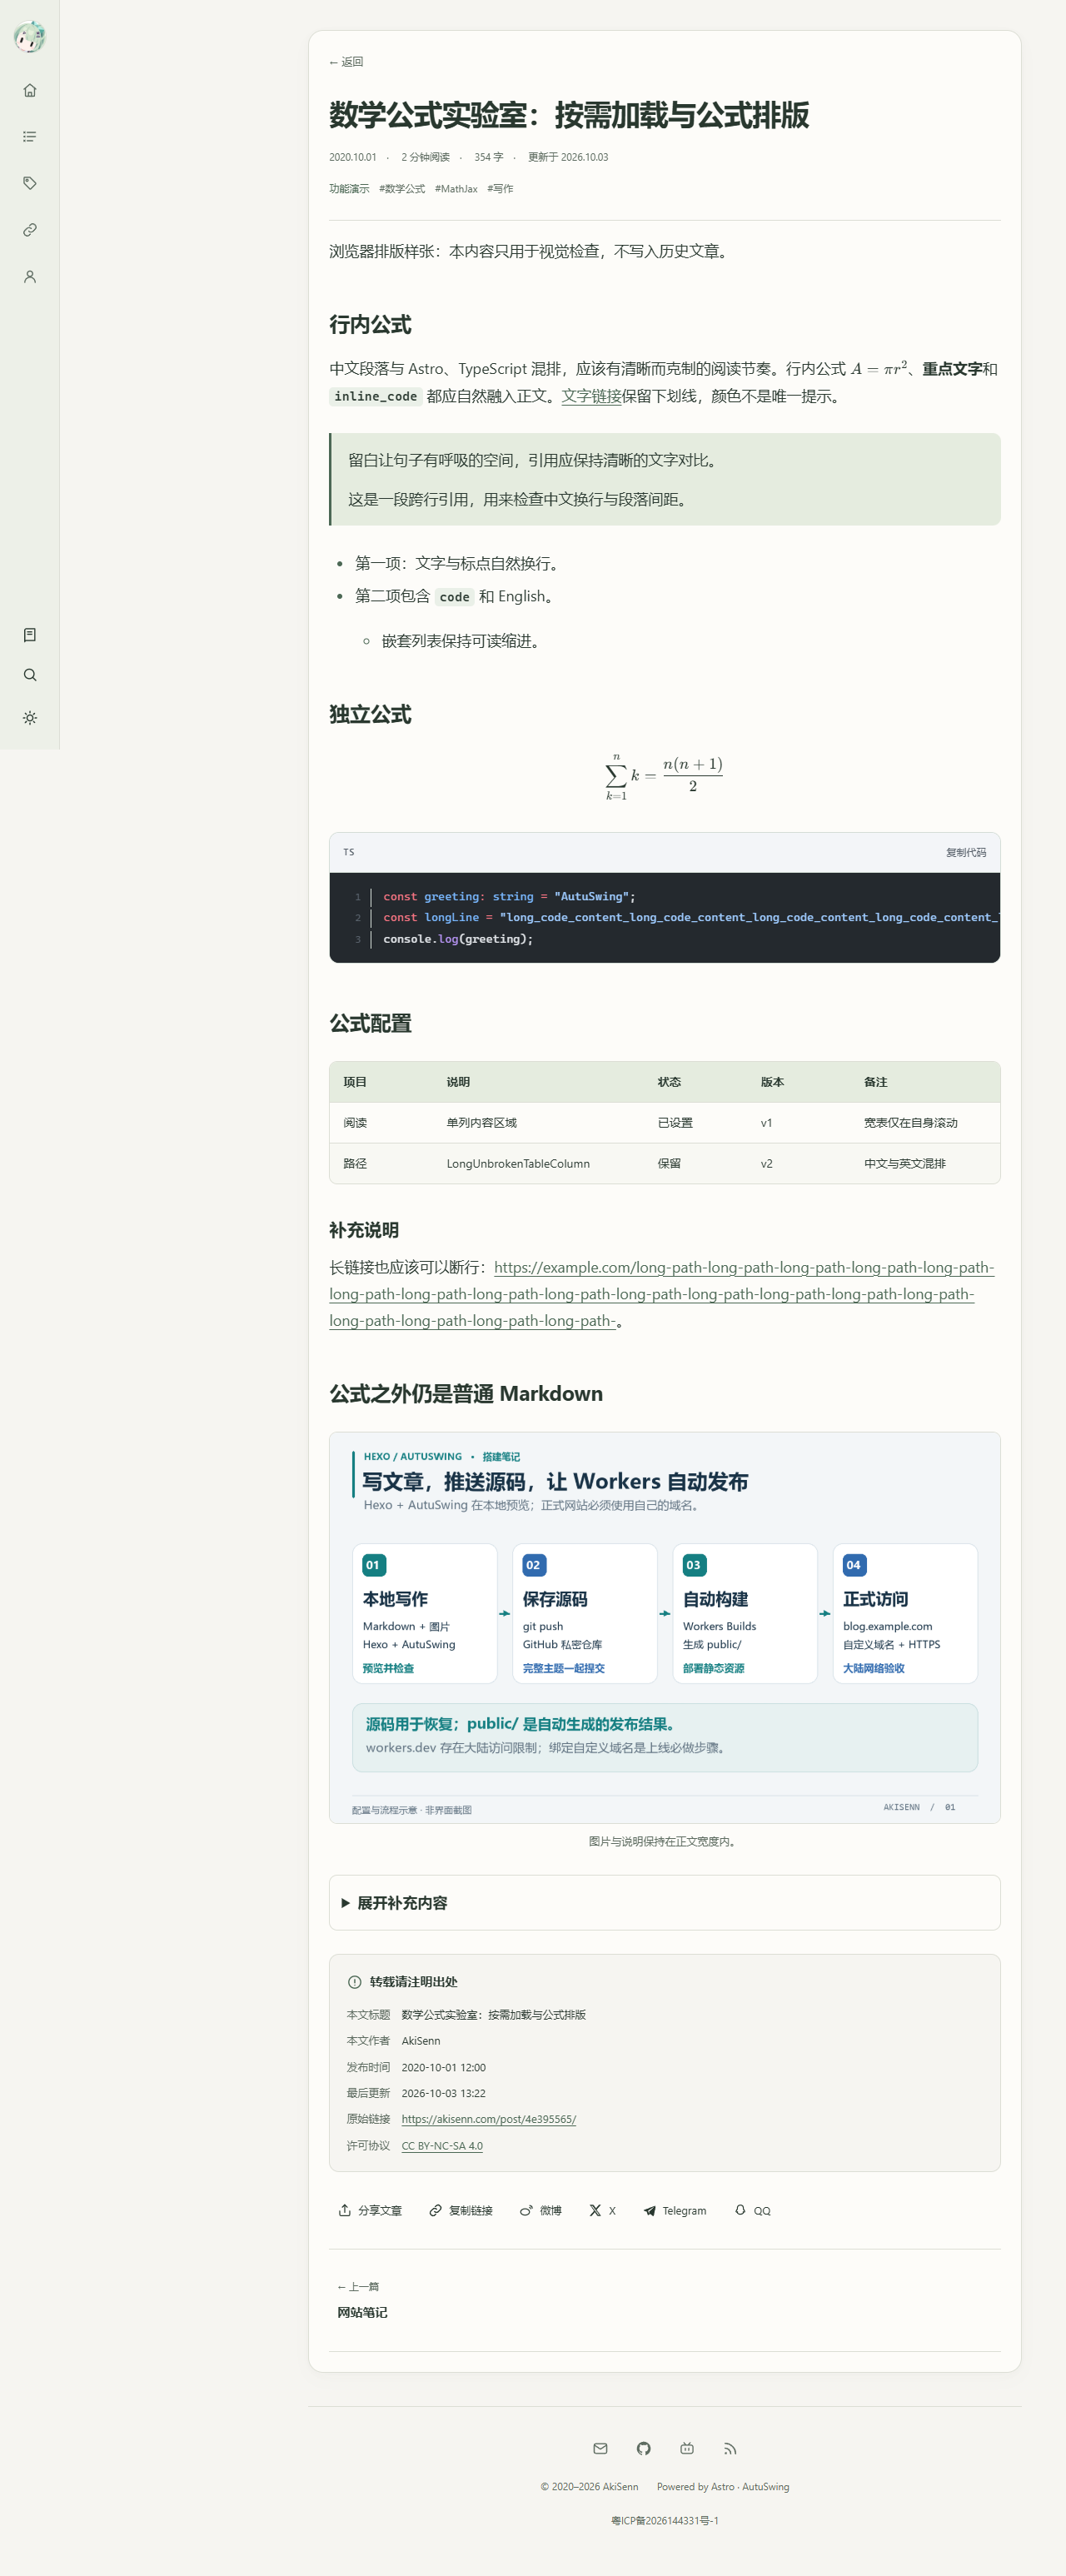 ← 返回
数学公式实验室：按需加载与公式排版
2020.10.01 · 2 分钟阅读 · 354 字 · 更新于 2026.10.03
功能演示 #数学公式 #MathJax #写作
浏览器排版样张：本内容只用于视觉检查，不写入历史文章。
行内公式
中文段落与 Astro、TypeScript 混排，应该有清晰而克制的阅读节奏。行内公式 A = πr²、重点文字和
inline_code 都应自然融入正文。文字链接保留下划线，颜色不是唯一提示。
留白让句子有呼吸的空间，引用应保持清晰的文字对比。
这是一段跨行引用，用来检查中文换行与段落间距。
• 第一项：文字与标点自然换行。
• 第二项包含 code 和 English。
◦ 嵌套列表保持可读缩进。
独立公式
∑_{k=1}^{n} k = n(n + 1)/2
TS 复制代码
1 const greeting: string = "AutuSwing";
2 const longLine = "long_code_content_long_code_content_long_code_content_long_code_content_
3 console.log(greeting);
公式配置
项目 说明 状态 版本 备注
阅读 单列内容区域 已设置 v1 宽表仅在自身滚动
路径 LongUnbrokenTableColumn 保留 v2 中文与英文混排
补充说明
长链接也应该可以断行：https://example.com/long-path-long-path-long-path-long-path-long-path-
long-path-long-path-long-path-long-path-long-path-long-path-long-path-long-path-long-path-
long-path-long-path-long-path-long-path-。
公式之外仍是普通 Markdown
HEXO / AUTUSWING • 搭建笔记
写文章，推送源码，让 Workers 自动发布
Hexo + AutuSwing 在本地预览；正式网站必须使用自己的域名。
01
本地写作
Markdown + 图片
Hexo + AutuSwing
预览并检查
02
保存源码
git push
GitHub 私密仓库
完整主题一起提交
03
自动构建
Workers Builds
生成 public/
部署静态资源
04
正式访问
blog.example.com
自定义域名 + HTTPS
大陆网络验收
源码用于恢复；public/ 是自动生成的发布结果。
workers.dev 存在大陆访问限制；绑定自定义域名是上线必做步骤。
配置与流程示意 · 非界面截图 AKISENN / 01
图片与说明保持在正文宽度内。
▶ 展开补充内容
转载请注明出处
本文标题 数学公式实验室：按需加载与公式排版
本文作者 AkiSenn
发布时间 2020-10-01 12:00
最后更新 2026-10-03 13:22
原始链接 https://akisenn.com/post/4e395565/
许可协议 CC BY-NC-SA 4.0
分享文章 复制链接 微博 X Telegram QQ
← 上一篇
网站笔记
© 2020–2026 AkiSenn Powered by Astro · AutuSwing
粤ICP备2026144331号-1